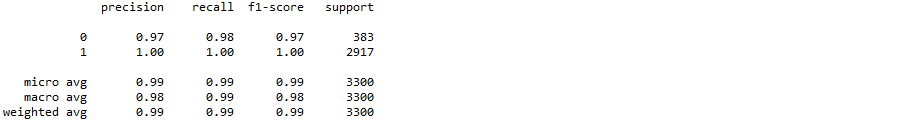 precision recall f1-score support
0 0.97 0.98 0.97 383
1 1.00 1.00 1.00 2917
micro avg 0.99 0.99 0.99 3300
macro avg 0.98 0.99 0.98 3300
weighted avg 0.99 0.99 0.99 3300